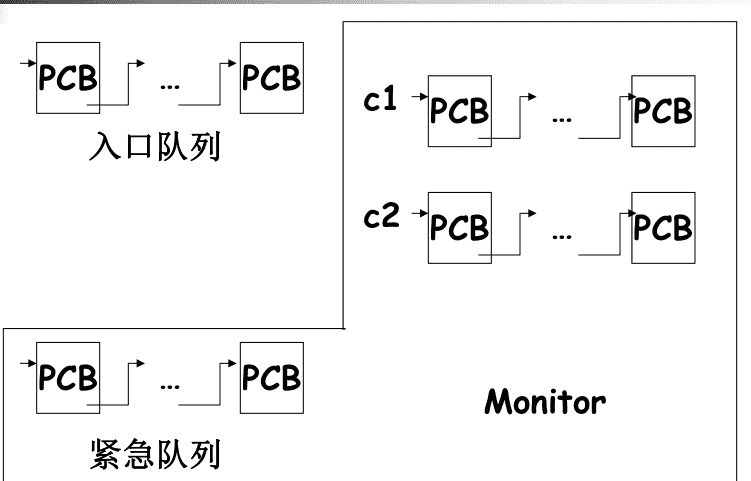 PCB ... PCB
入口队列
c1 PCB ... PCB
c2 PCB ... PCB
PCB ... PCB
紧急队列
Monitor